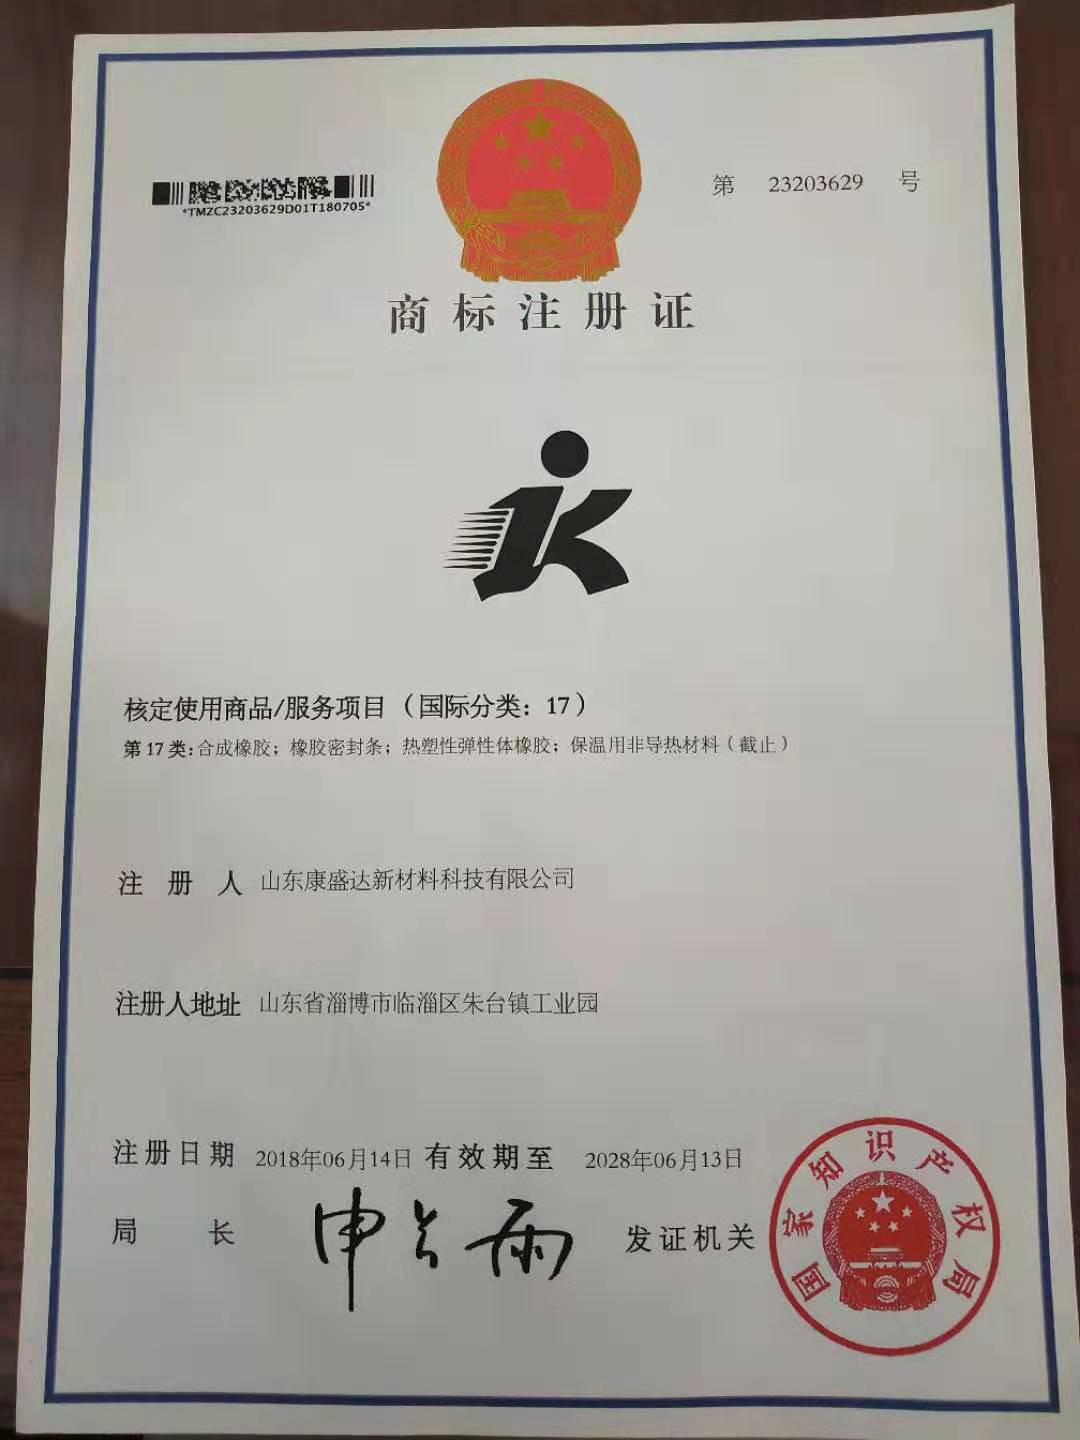 *TMZC23203629D01T180705*
第 23203629 号
商标注册证
K
核定使用商品/服务项目（国际分类：17）
第17类：合成橡胶；橡胶密封条；热塑性弹性体橡胶；保温用非导热材料（截止）
注册人 山东康盛达新材料科技有限公司
注册人地址 山东省淄博市临淄区朱台镇工业园
注册日期 2018年06月14日 有效期至 2028年06月13日
局长 申长雨 发证机关
国家知识产权局